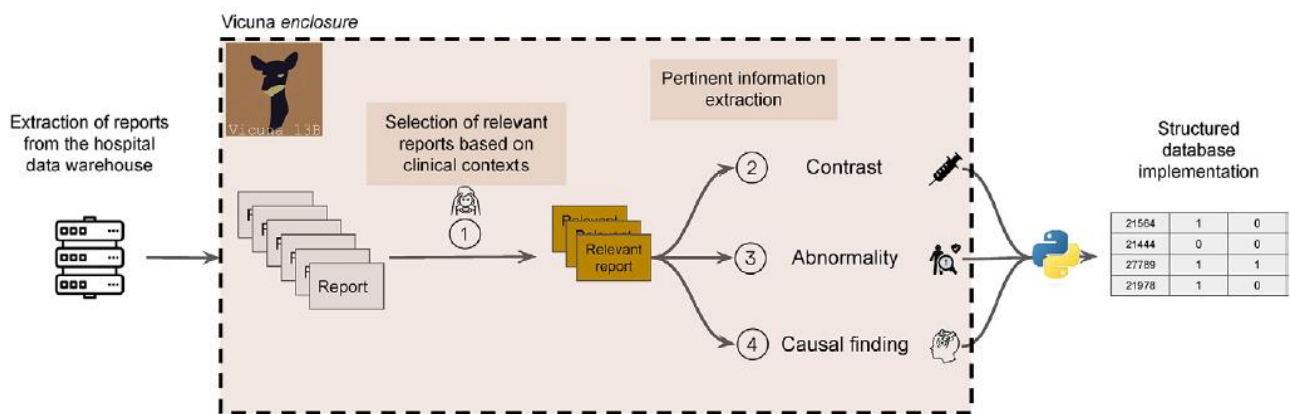 Vicuna enclosure
Vicuna 13B
Extraction of reports
from the hospital
data warehouse
Selection of relevant
reports based on
clinical contexts
1
Report
Relevant
Relevant
Relevant
report
Pertinent information
extraction
2 Contrast
3 Abnormality
4 Causal finding
Structured
database
implementation
21564 1 0
21444 0 0
27789 1 1
21978 1 0